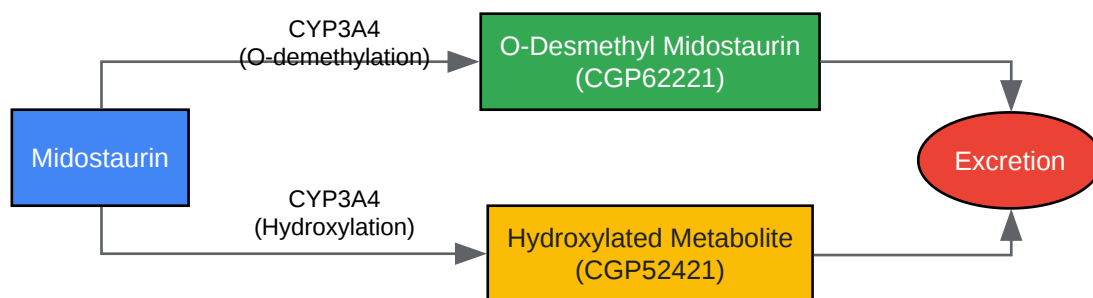 CYP3A4
(O-demethylation)
O-Desmethyl Midostaurin
(CGP62221)
Midostaurin
Excretion
CYP3A4
(Hydroxylation)
Hydroxylated Metabolite
(CGP52421)